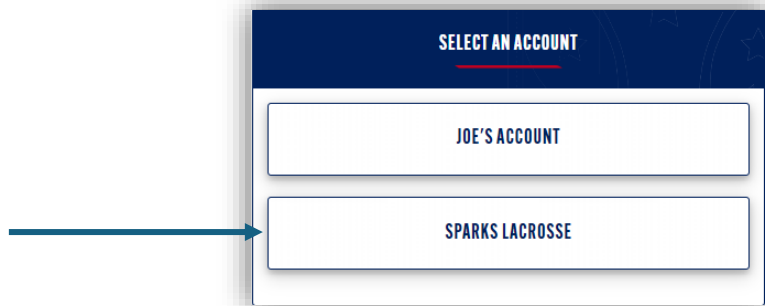 SELECT AN ACCOUNT
JOE'S ACCOUNT
SPARKS LACROSSE